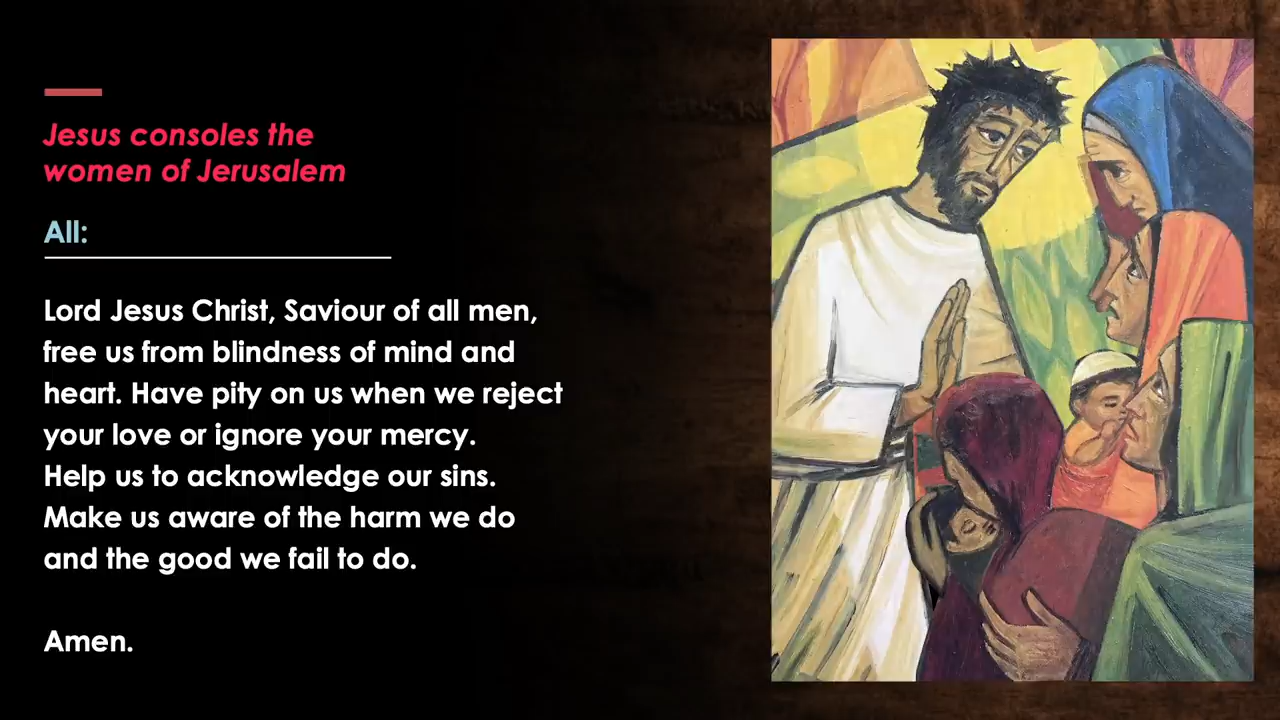 Jesus consoles the
women of Jerusalem
All:
Lord Jesus Christ, Saviour of all men,
free us from blindness of mind and
heart. Have pity on us when we reject
your love or ignore your mercy.
Help us to acknowledge our sins.
Make us aware of the harm we do
and the good we fail to do.
Amen.